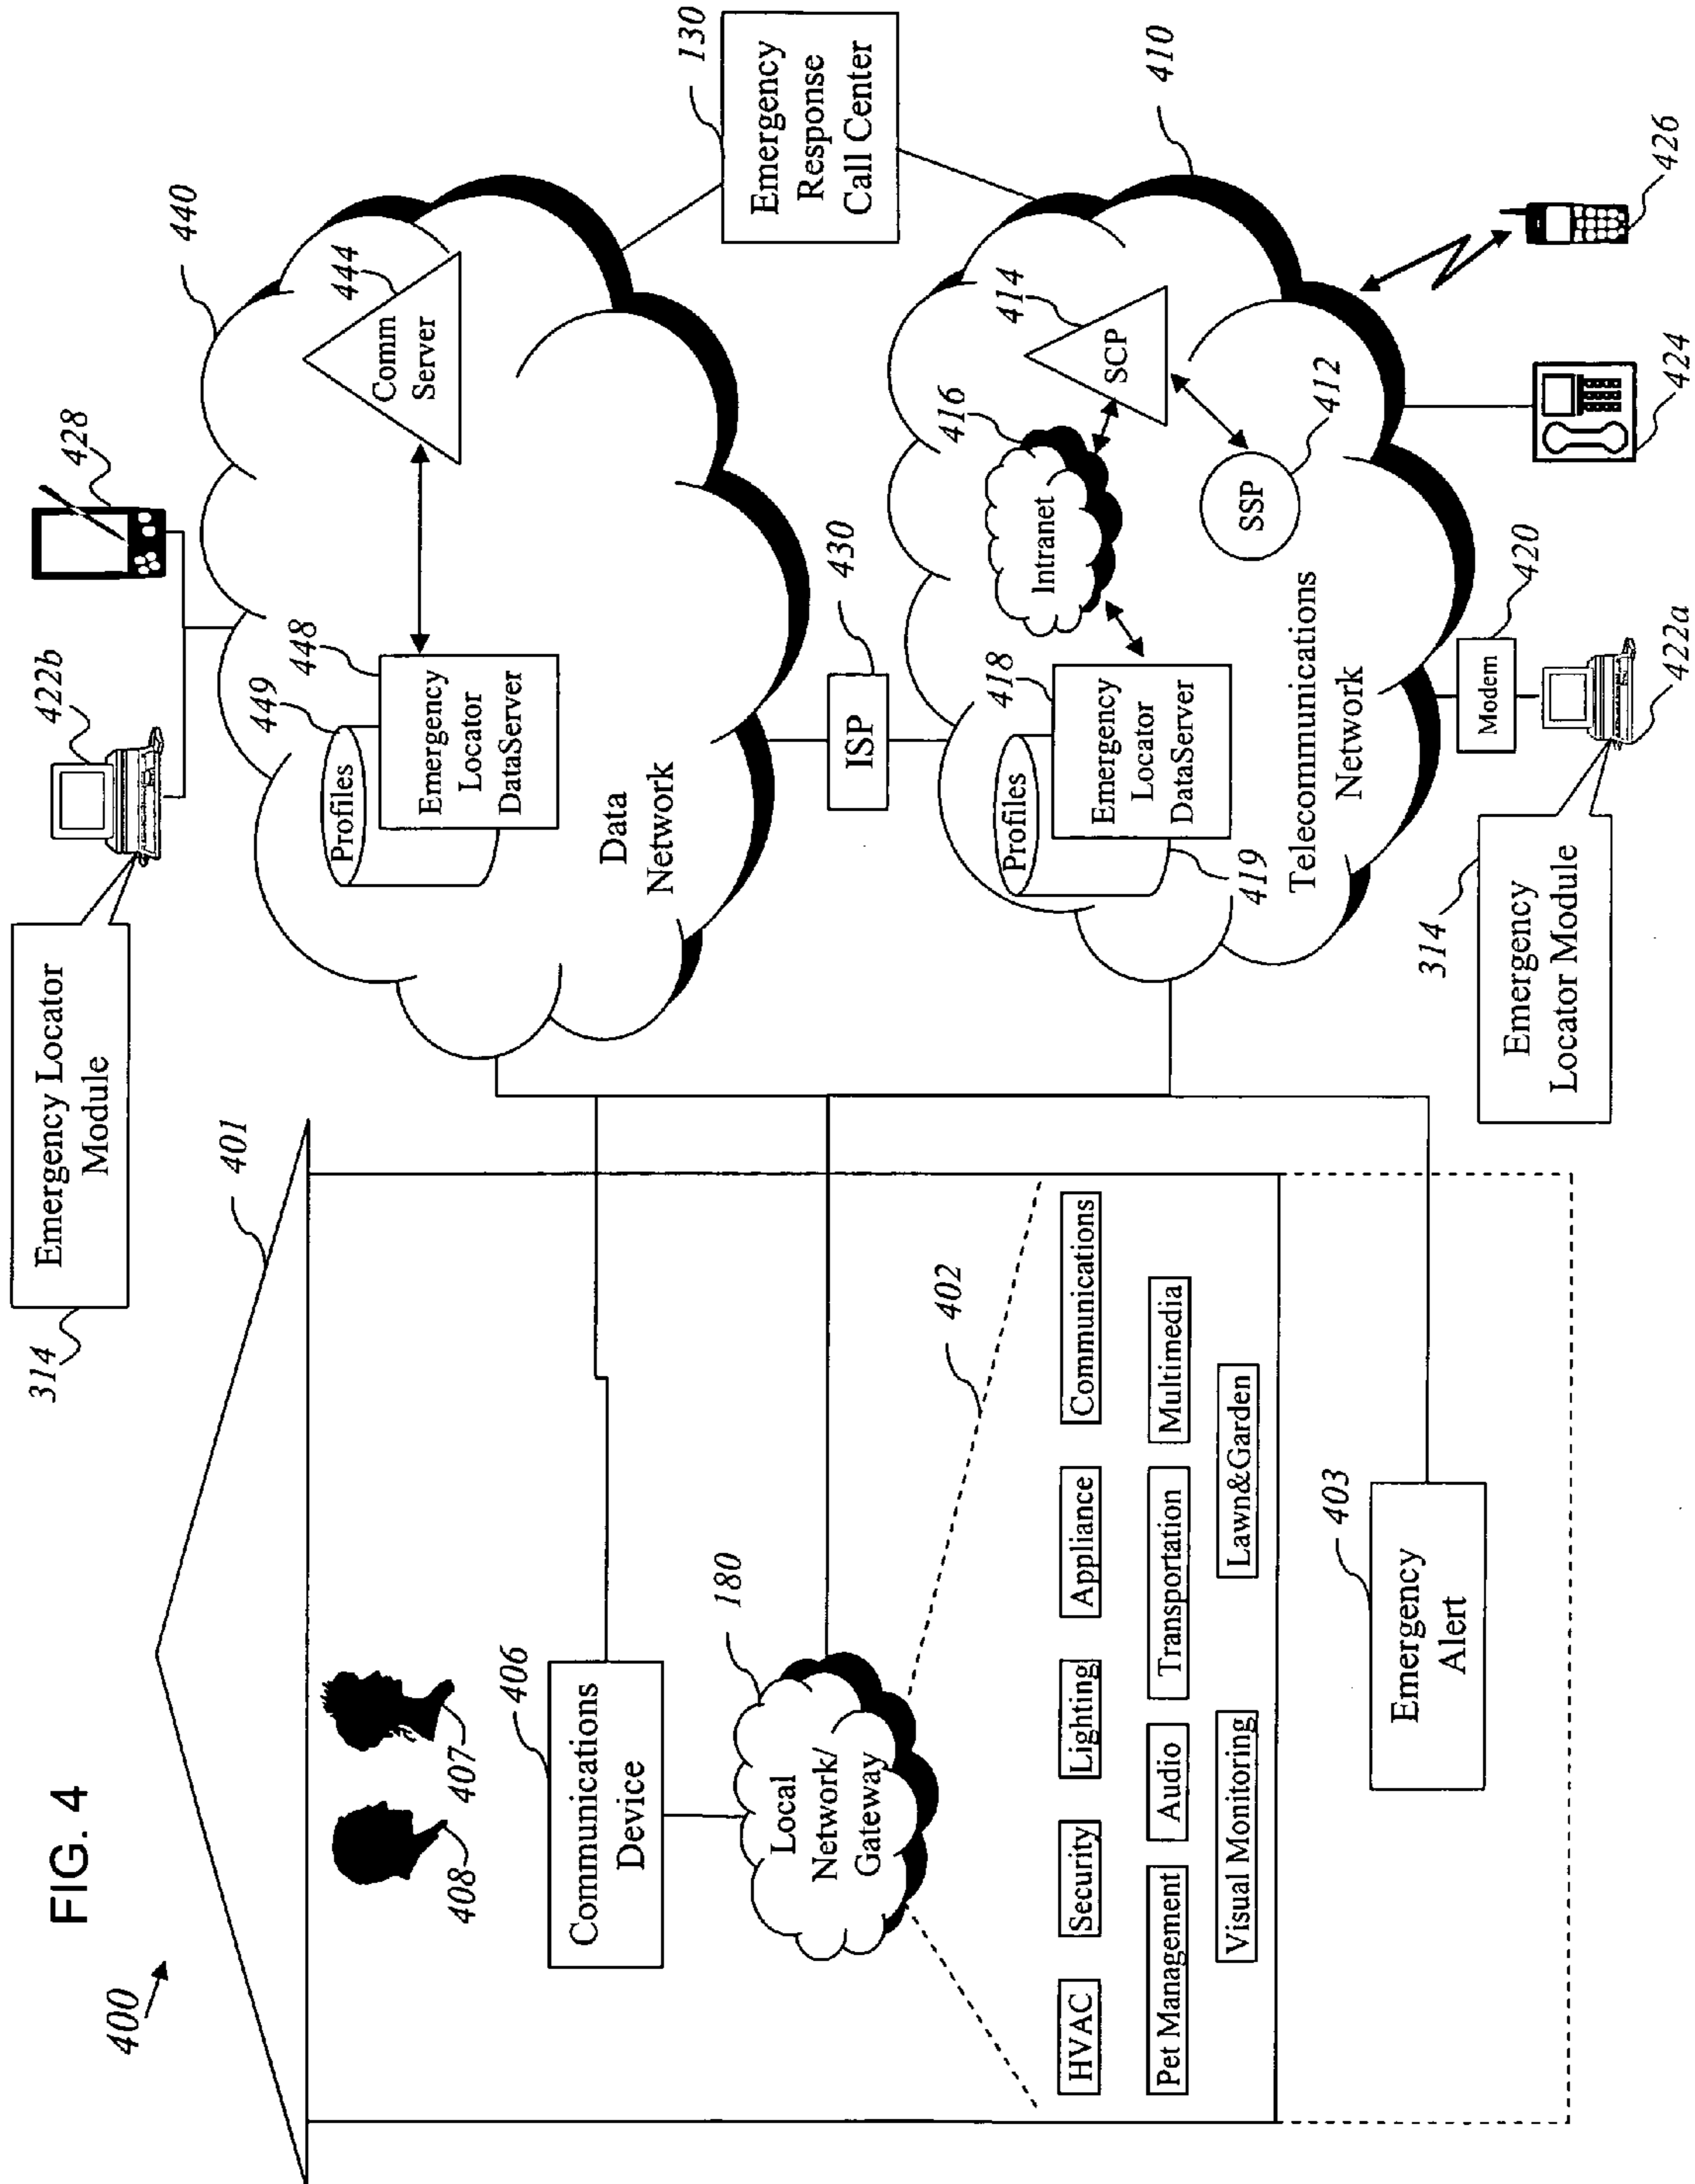 FIG. 4
400
401
408
407
406
Communications
Device
180
Local
Network/
Gateway
402
HVAC
Security
Lighting
Appliance
Communications
Pet Management
Audio
Transportation
Multimedia
Visual Monitoring
Lawn&Garden
403
Emergency
Alert
314
Emergency Locator
Module
422b
428
440
449
448
444
Profiles
Emergency
Locator
DataServer
Comm
Server
Data
Network
ISP
430
130
Emergency
Response
Call Center
410
418
416
414
Profiles
Emergency
Locator
DataServer
Intranet
SCP
419
SSP
412
Telecommunications
Network
314
Emergency
Locator Module
Modem
420
422a
424
426